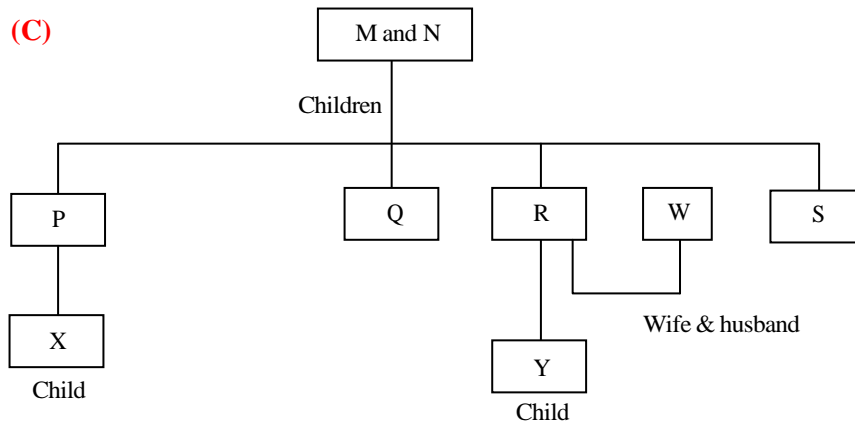 (C)
M and N
Children
P
Q
R
W
S
Wife & husband
X
Y
Child
Child